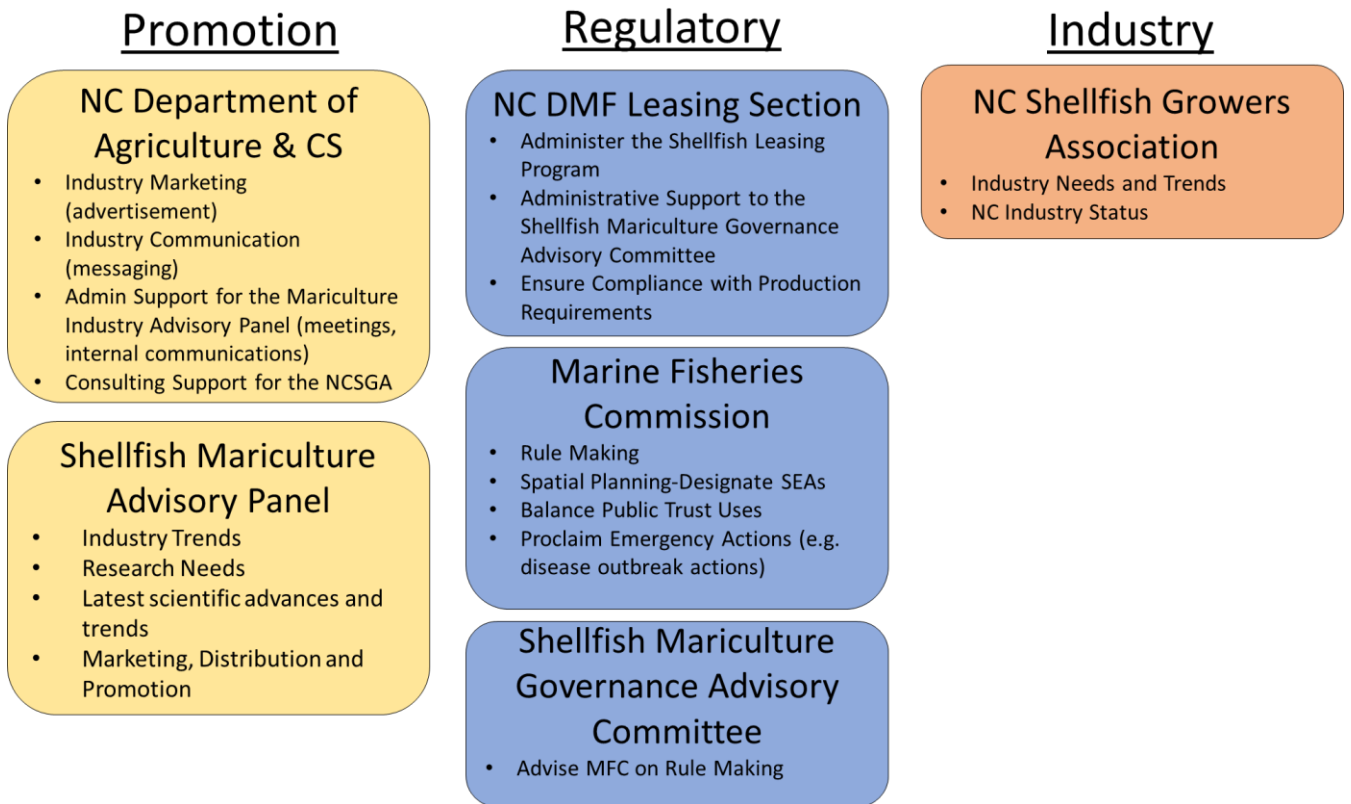 Promotion
NC Department of
Agriculture & CS
• Industry Marketing
(advertisement)
• Industry Communication
(messaging)
• Admin Support for the Mariculture
Industry Advisory Panel (meetings,
internal communications)
• Consulting Support for the NCSGA
Shellfish Mariculture
Advisory Panel
• Industry Trends
• Research Needs
• Latest scientific advances and
trends
• Marketing, Distribution and
Promotion
Regulatory
NC DMF Leasing Section
• Administer the Shellfish Leasing
Program
• Administrative Support to the
Shellfish Mariculture Governance
Advisory Committee
• Ensure Compliance with Production
Requirements
Marine Fisheries
Commission
• Rule Making
• Spatial Planning-Designate SEAs
• Balance Public Trust Uses
• Proclaim Emergency Actions (e.g.
disease outbreak actions)
Shellfish Mariculture
Governance Advisory
Committee
• Advise MFC on Rule Making
Industry
NC Shellfish Growers
Association
• Industry Needs and Trends
• NC Industry Status